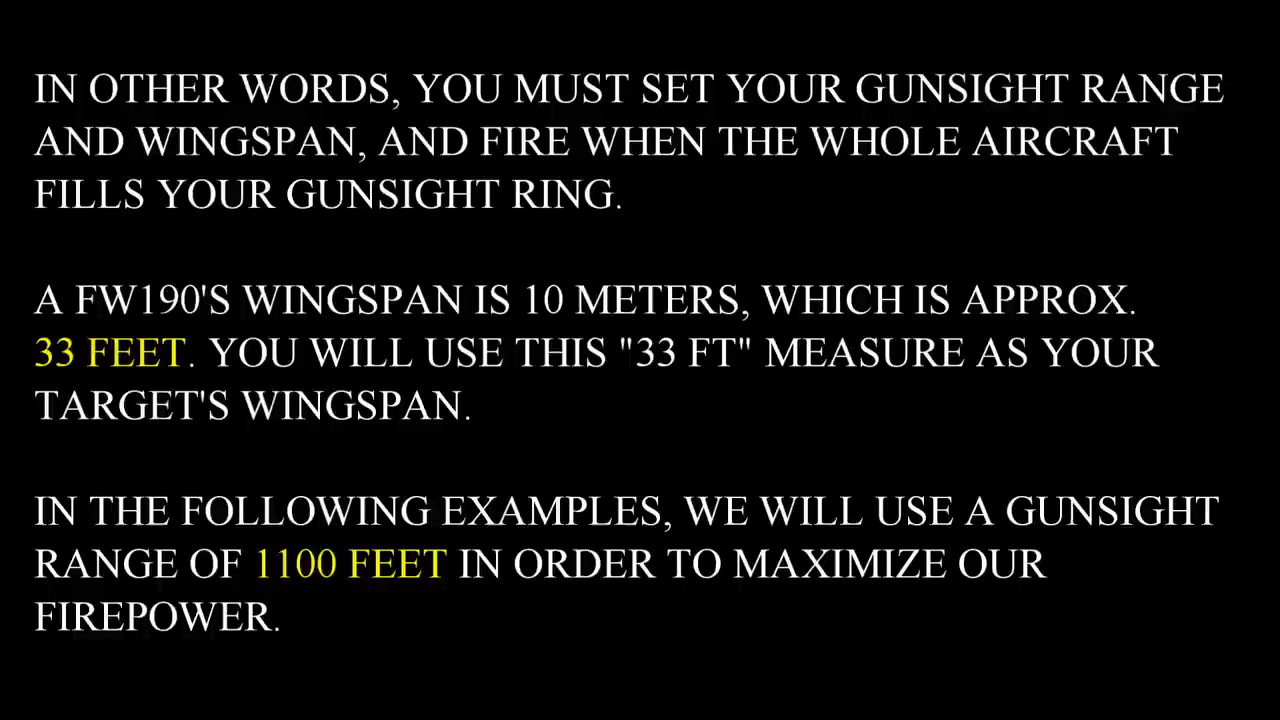 IN OTHER WORDS, YOU MUST SET YOUR GUNSIGHT RANGE
AND WINGSPAN, AND FIRE WHEN THE WHOLE AIRCRAFT
FILLS YOUR GUNSIGHT RING.
A FW190'S WINGSPAN IS 10 METERS, WHICH IS APPROX.
33 FEET. YOU WILL USE THIS "33 FT" MEASURE AS YOUR
TARGET'S WINGSPAN.
IN THE FOLLOWING EXAMPLES, WE WILL USE A GUNSIGHT
RANGE OF 1100 FEET IN ORDER TO MAXIMIZE OUR
FIREPOWER.